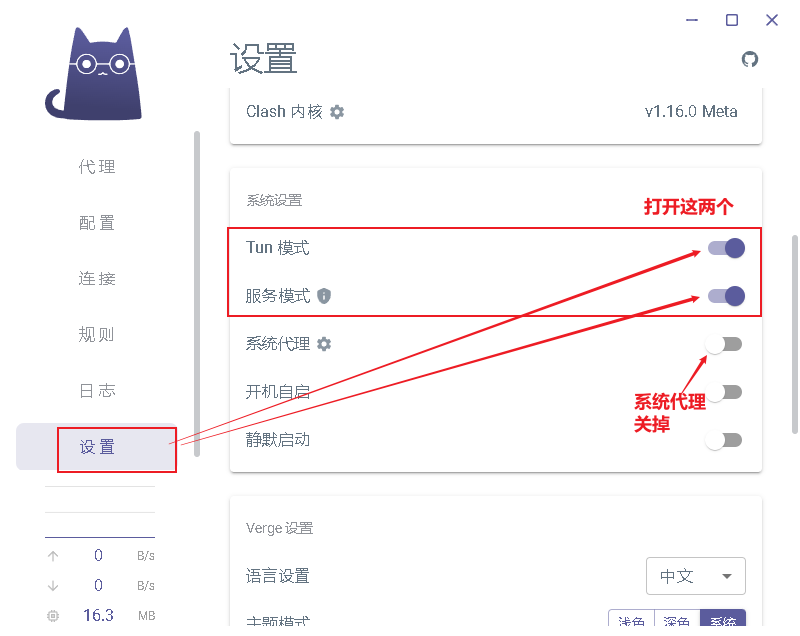 设置
Clash 内核
v1.16.0 Meta
代理
配置
连接
规则
日志
设置
系统设置
打开这两个
Tun 模式
服务模式
系统代理
开机自启
系统代理
关掉
静默启动
Verge 设置
语言设置
中文
主题模式
浅色
深色
系统
0 B/s
0 B/s
16.3 MB